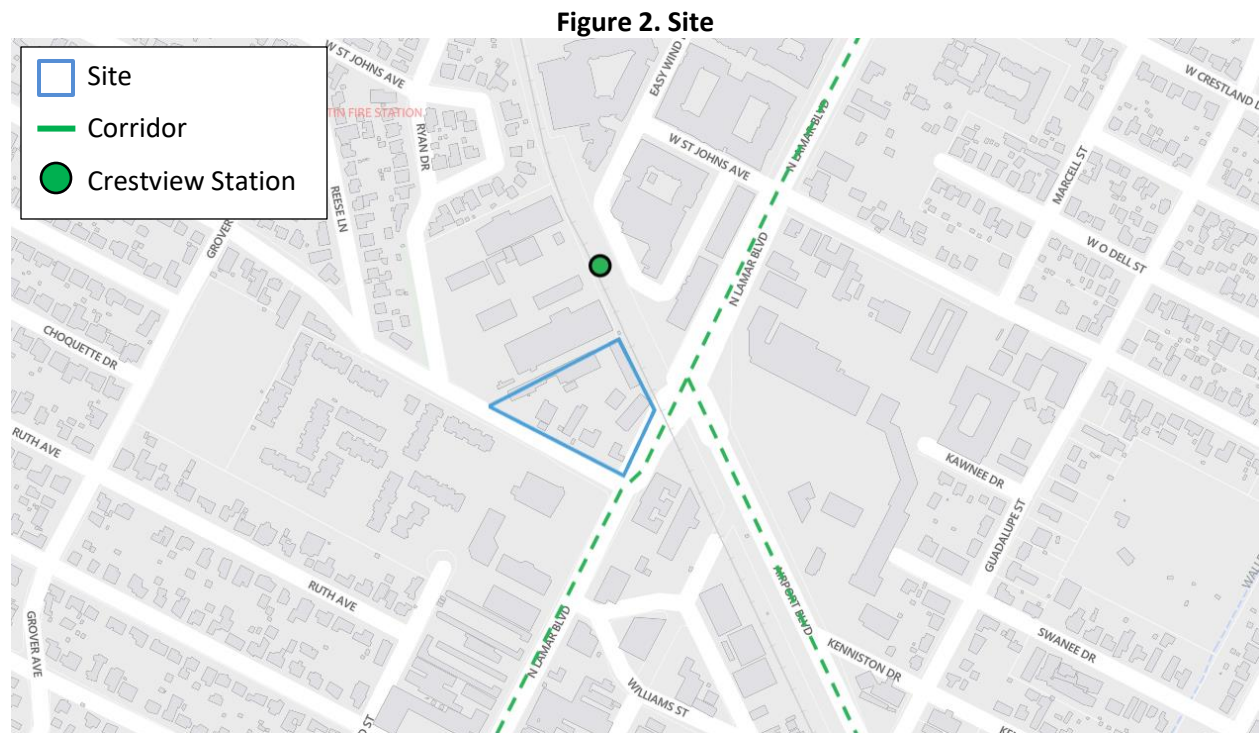 Figure 2. Site
Site
Corridor
Crestview Station
W ST JOHNS AVE
TIN FIRE STATION,
RYAN DR
REESE LN
GROVER
EASY WIND
W ST JOHNS AVE
N LAMAR BLVD
N LAMAR BLVD
W CRESTLAND
MARCELL ST
W O DELL ST
CHOQUETTE DR
RUTH AVE
RUTH AVE
GROVER AVE
N LAMAR BLVD
WILLIAMS ST
AIRPORT BLVD
KENNISTON DR
KAWNEE DR
GUADALUPE ST
SWANEE DR